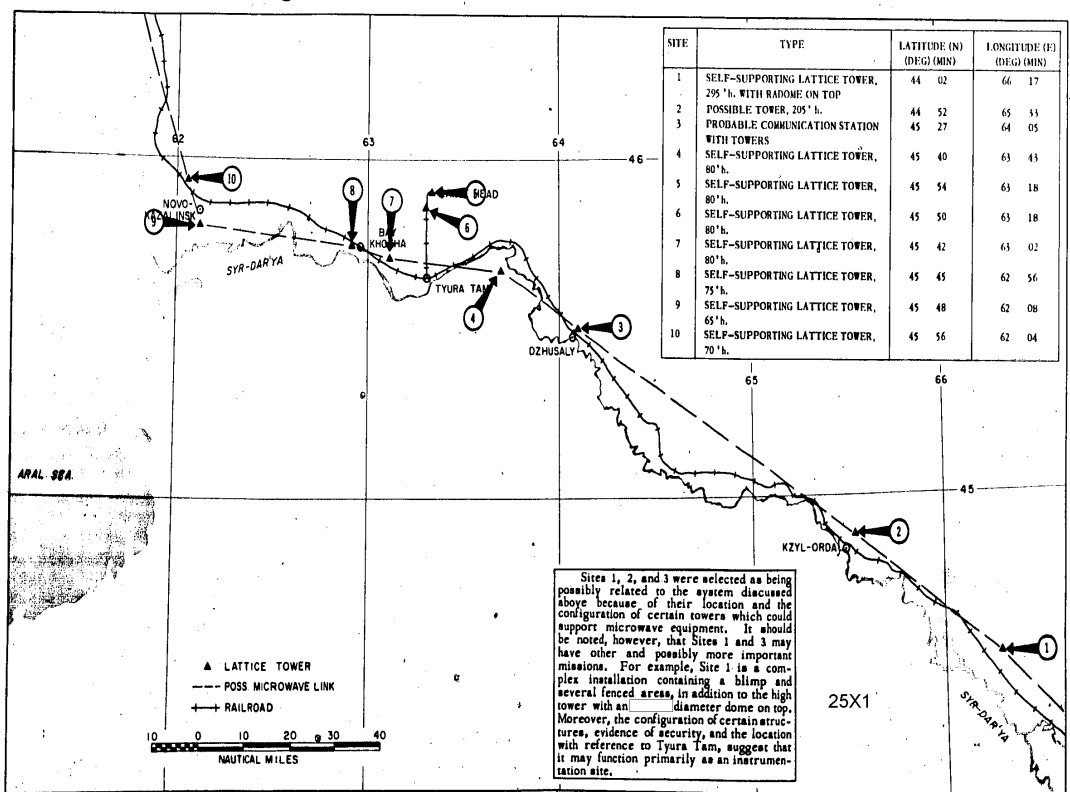 SITE TYPE LATITUDE (N) LONGITUDE (E)
(DEG) (MIN) (DEG) (MIN)
1 SELF-SUPPORTING LATTICE TOWER, 44 02 66 17
295'h. WITH RADOME ON TOP
2 POSSIBLE TOWER, 205'h. 44 52 65 33
3 PROBABLE COMMUNICATION STATION 45 27 64 05
WITH TOWERS
4 SELF-SUPPORTING LATTICE TOWER, 45 40 63 43
80'h.
5 SELF-SUPPORTING LATTICE TOWER, 45 54 63 18
80'h.
6 SELF-SUPPORTING LATTICE TOWER, 45 50 63 18
80'h.
7 SELF-SUPPORTING LATTICE TOWER, 45 42 63 02
80'h.
8 SELF-SUPPORTING LATTICE TOWER, 45 45 62 56
75'h.
9 SELF-SUPPORTING LATTICE TOWER, 45 48 62 08
65'h.
10 SELF-SUPPORTING LATTICE TOWER, 45 56 62 04
70'h.
62
63
64
46
10
NOVO-
KAZALINSK
9
8
7
BAY
KHOZHA
HEAD
6
SYR-DAR'YA
TYURA TAM
4
3
DZHUSALY
65
66
ARAL SEA
45
2
KZYL-ORDA
1
SYR-DAR'YA
LATTICE TOWER
POSS. MICROWAVE LINK
RAILROAD
10 0 10 20 30 40
NAUTICAL MILES
Sites 1, 2, and 3 were selected as being
possibly related to the system discussed
above because of their location and the
configuration of certain towers which could
support microwave equipment. It should
be noted, however, that Sites 1 and 3 may
have other and possibly more important
missions. For example, Site 1 is a com-
plex installation containing a blimp and
several fenced areas, in addition to the high
tower with an diameter dome on top.
Moreover, the configuration of certain struc-
tures, evidence of security, and the location
with reference to Tyura Tam, suggest that
it may function primarily as an instrumen-
tation site.
25X1